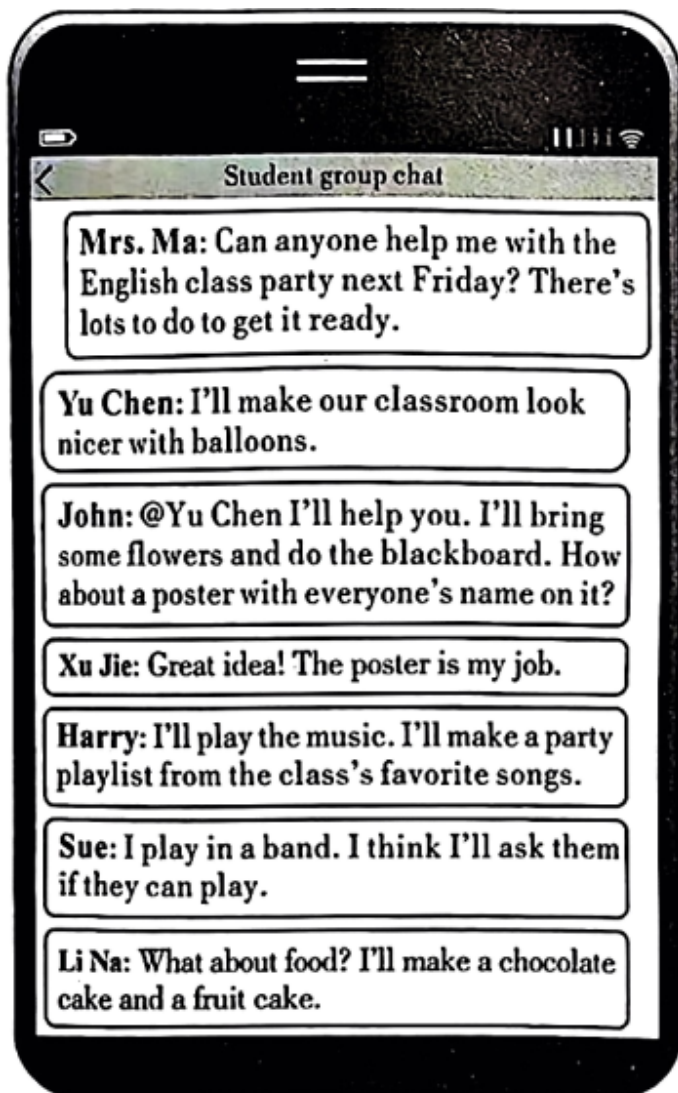 Student group chat
Mrs. Ma: Can anyone help me with the
English class party next Friday? There's
lots to do to get it ready.
Yu Chen: I'll make our classroom look
nicer with balloons.
John: @Yu Chen I'll help you. I'll bring
some flowers and do the blackboard. How
about a poster with everyone's name on it?
Xu Jie: Great idea! The poster is my job.
Harry: I'll play the music. I'll make a party
playlist from the class's favorite songs.
Sue: I play in a band. I think I'll ask them
if they can play.
Li Na: What about food? I'll make a chocolate
cake and a fruit cake.